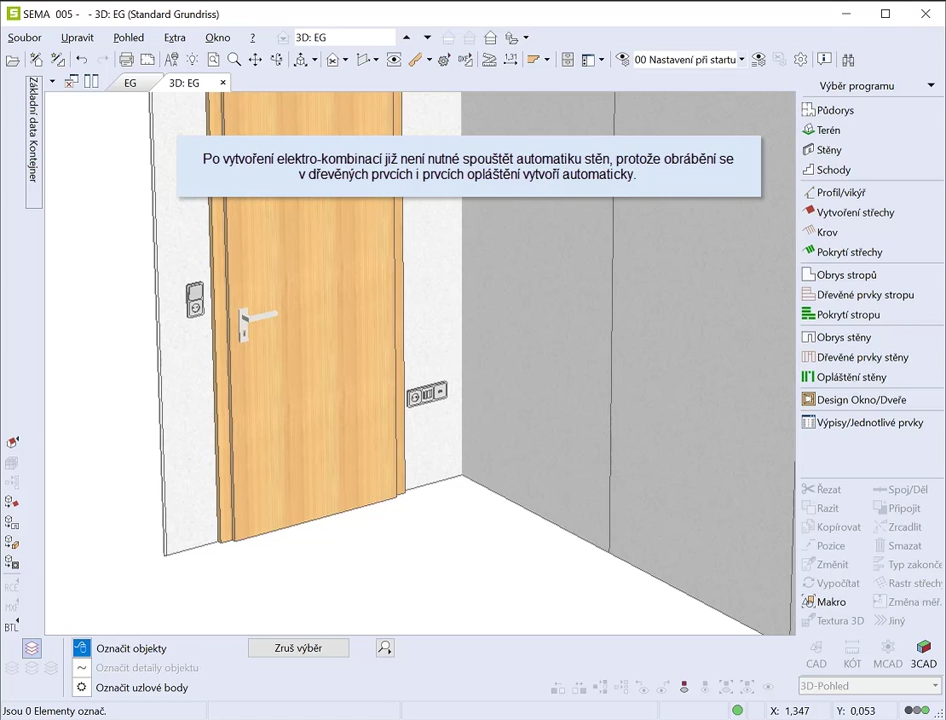 SEMA 005 - - 3D: EG (Standard Grundriss)
Soubor Upravit Pohled Extra Okno ? 3D: EG
00 Nastavení při startu
EG 3D: EG ×
Základní data Kontejner
Po vytvoření elektro-kombinací již není nutné spouštět automatiku stěn, protože obrábění se
v dřevěných prvcích i prvcích opláštění vytvoří automaticky.
Výběr programu
Půdorys
Terén
Stěny
Schody
Profil/vikýř
Vytvoření střechy
Krov
Pokrytí střechy
Obrys stropů
Dřevěné prvky stropu
Pokrytí stropu
Obrys stěny
Dřevěné prvky stěny
Opláštění stěny
Design Okno/Dveře
Výpisy/Jednotlivé prvky
Řezat Spoj/Děl
Razit Připojit
Kopírovat Zrcadlit
Pozice Smazat
Změnit Typ zakonče
Vypočítat Rastr střech
Makro Změna měř.
Textura 3D Jiný
CAD KÓT MCAD 3CAD
3D-Pohled
BTL
Označit objekty Zruš výběr
Označit detaily objektu
Označit uzlové body
Jsou 0 Elementy označ. X: 1,347 Y: 0,053